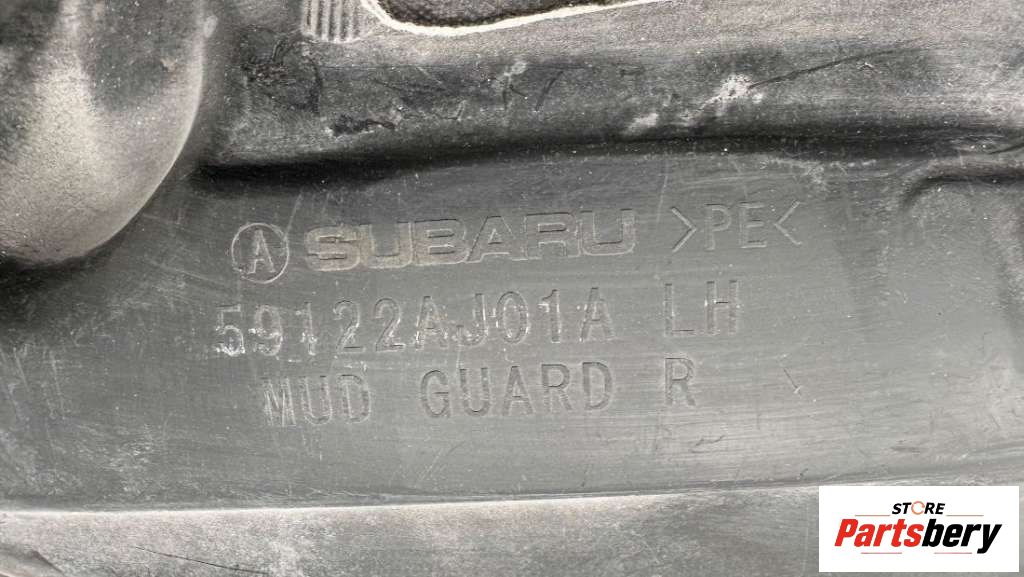 A SUBARU >PE<
59122AJ01A LH
MUD GUARD R
STORE
Partsbery